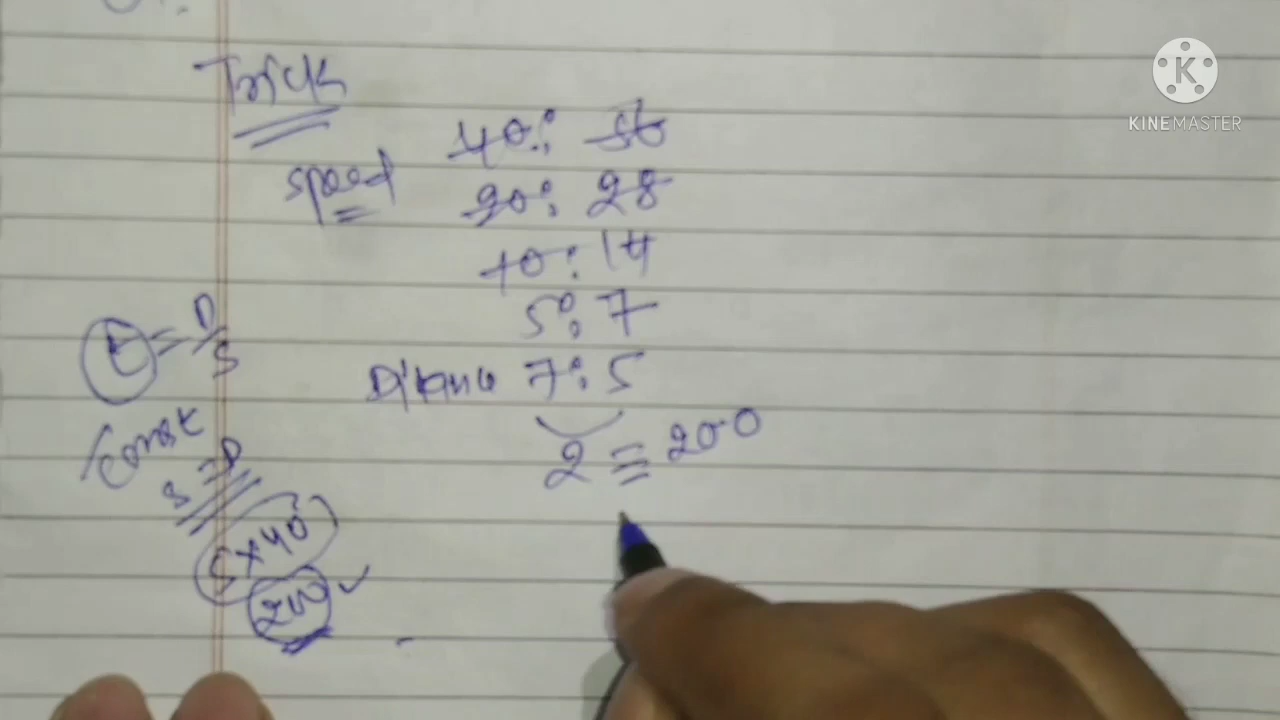 Trick
40 : 56
speed
20 : 28
10 : 14
5 : 7
t = D/S
Distance 7 : 5
Const
2 = 200
S = D
5 x 40
200
K
KINEMASTER